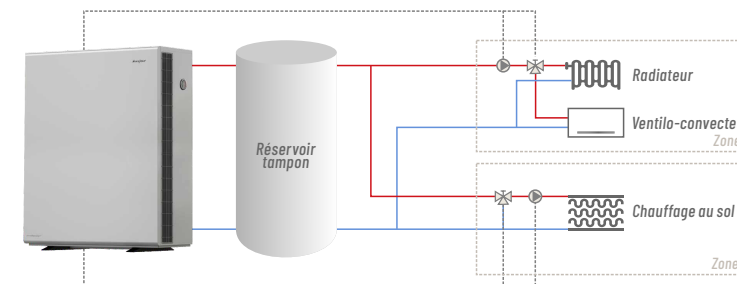 Réservoir
tampon
Radiateur
Ventilo-convecte
Zone
Chauffage au sol
Zone